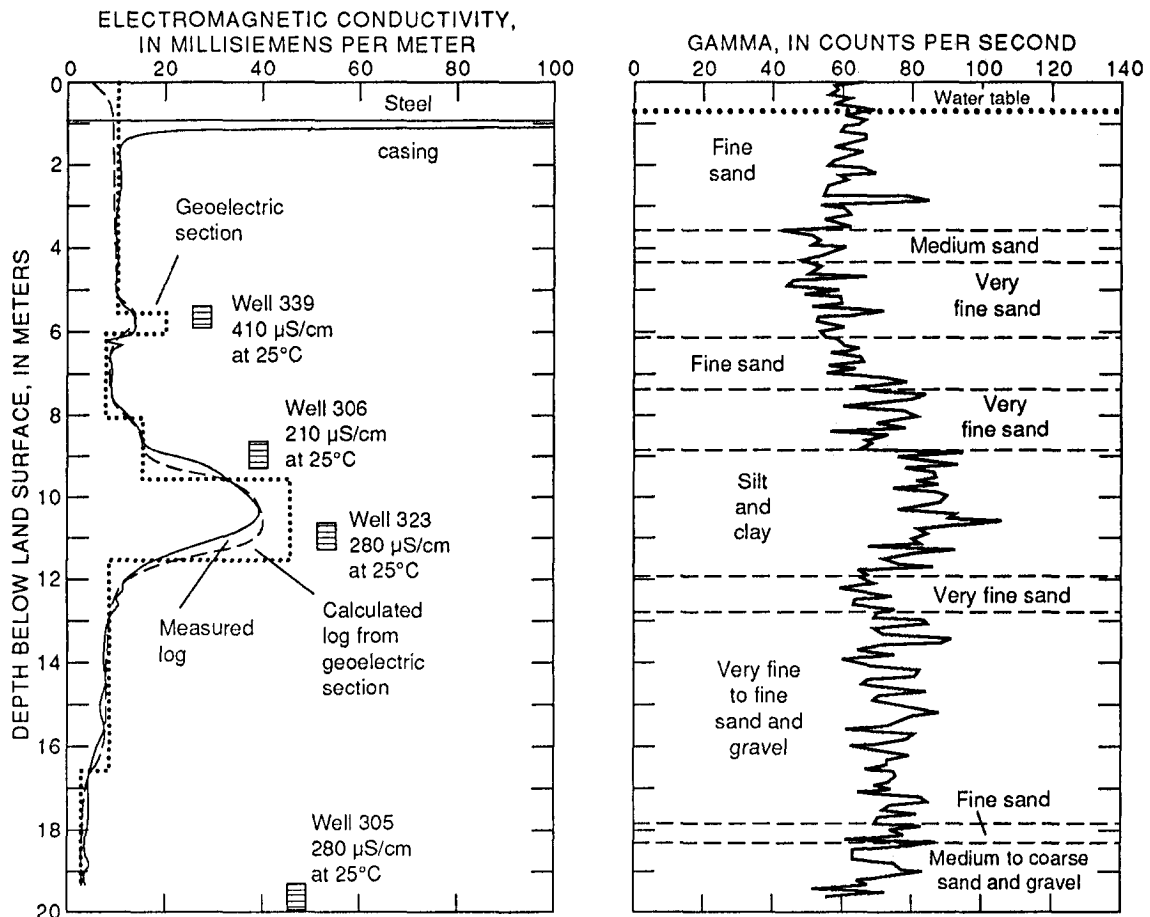 ELECTROMAGNETIC CONDUCTIVITY,
IN MILLISIEMENS PER METER
0 20 40 60 80 100
DEPTH BELOW LAND SURFACE, IN METERS
0
2
4
6
8
10
12
14
16
18
20
Steel
casing
Geoelectric
section
Well 339
410 µS/cm
at 25°C
Well 306
210 µS/cm
at 25°C
Well 323
280 µS/cm
at 25°C
Measured
log
Calculated
log from
geoelectric
section
Well 305
280 µS/cm
at 25°C
GAMMA, IN COUNTS PER SECOND
0 20 40 60 80 100 120 140
Water table
Fine
sand
Medium sand
Very
fine sand
Fine sand
Very
fine sand
Silt
and
clay
Very fine sand
Very fine
to fine
sand and
gravel
Fine sand
Medium to coarse
sand and gravel